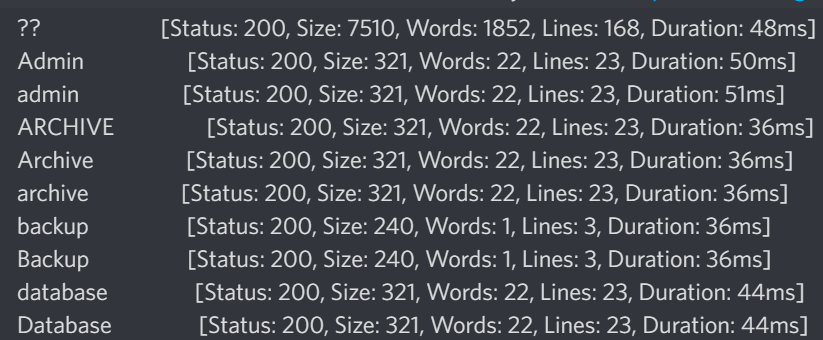 ?? [Status: 200, Size: 7510, Words: 1852, Lines: 168, Duration: 48ms]
Admin [Status: 200, Size: 321, Words: 22, Lines: 23, Duration: 50ms]
admin [Status: 200, Size: 321, Words: 22, Lines: 23, Duration: 51ms]
ARCHIVE [Status: 200, Size: 321, Words: 22, Lines: 23, Duration: 36ms]
Archive [Status: 200, Size: 321, Words: 22, Lines: 23, Duration: 36ms]
archive [Status: 200, Size: 321, Words: 22, Lines: 23, Duration: 36ms]
backup [Status: 200, Size: 240, Words: 1, Lines: 3, Duration: 36ms]
Backup [Status: 200, Size: 240, Words: 1, Lines: 3, Duration: 36ms]
database [Status: 200, Size: 321, Words: 22, Lines: 23, Duration: 44ms]
Database [Status: 200, Size: 321, Words: 22, Lines: 23, Duration: 44ms]